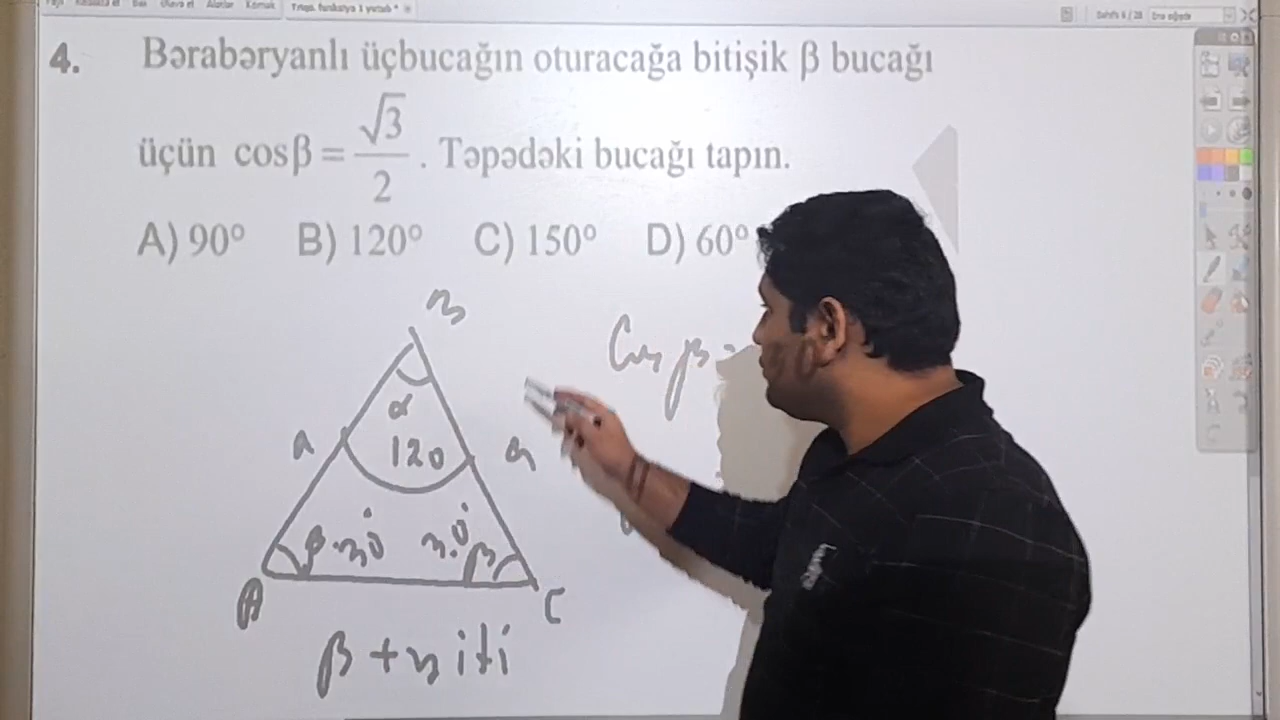 4. Bərabəryanlı üçbucağın oturacağa bitişik β bucağı
üçün cosβ = √3/2 . Təpədəki bucağı tapın.
A) 90° B) 120° C) 150° D) 60°
B
Cos β =
α
120
a a
β = 30° 30° β
A C
β → iti